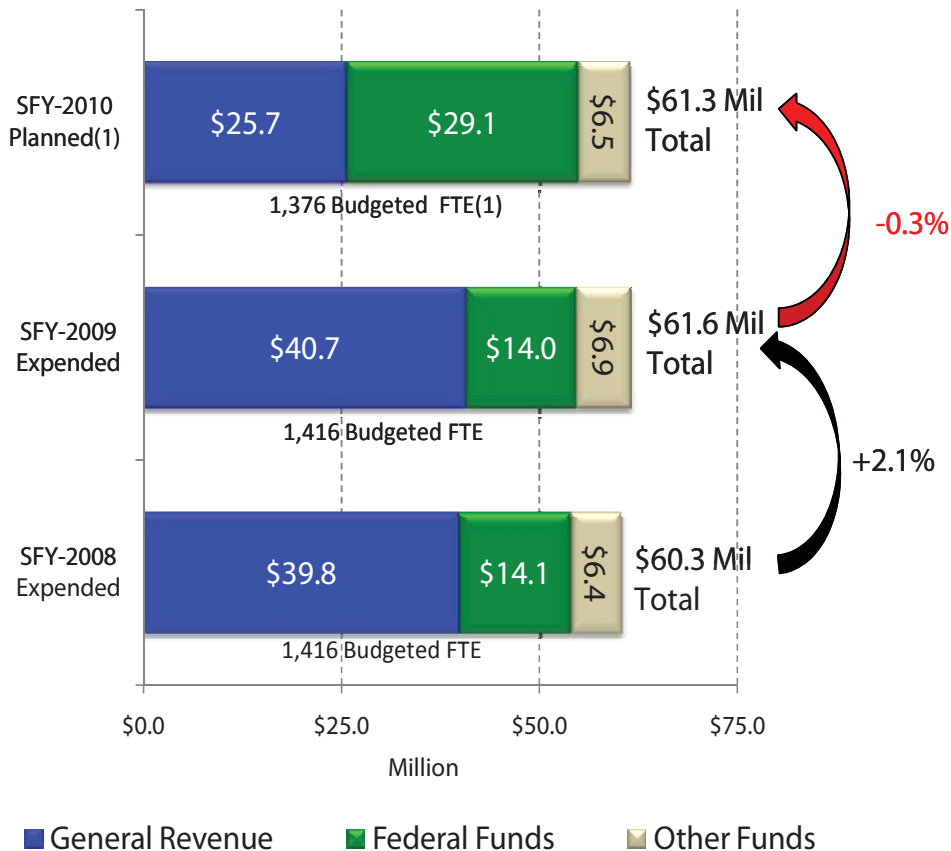 SFY-2010
Planned(1)
$25.7
$29.1
$6.5
$61.3 Mil
Total
1,376 Budgeted FTE(1)
-0.3%
SFY-2009
Expended
$40.7
$14.0
$6.9
$61.6 Mil
Total
1,416 Budgeted FTE
+2.1%
SFY-2008
Expended
$39.8
$14.1
$6.4
$60.3 Mil
Total
1,416 Budgeted FTE
$0.0
$25.0
$50.0
$75.0
Million
General Revenue
Federal Funds
Other Funds